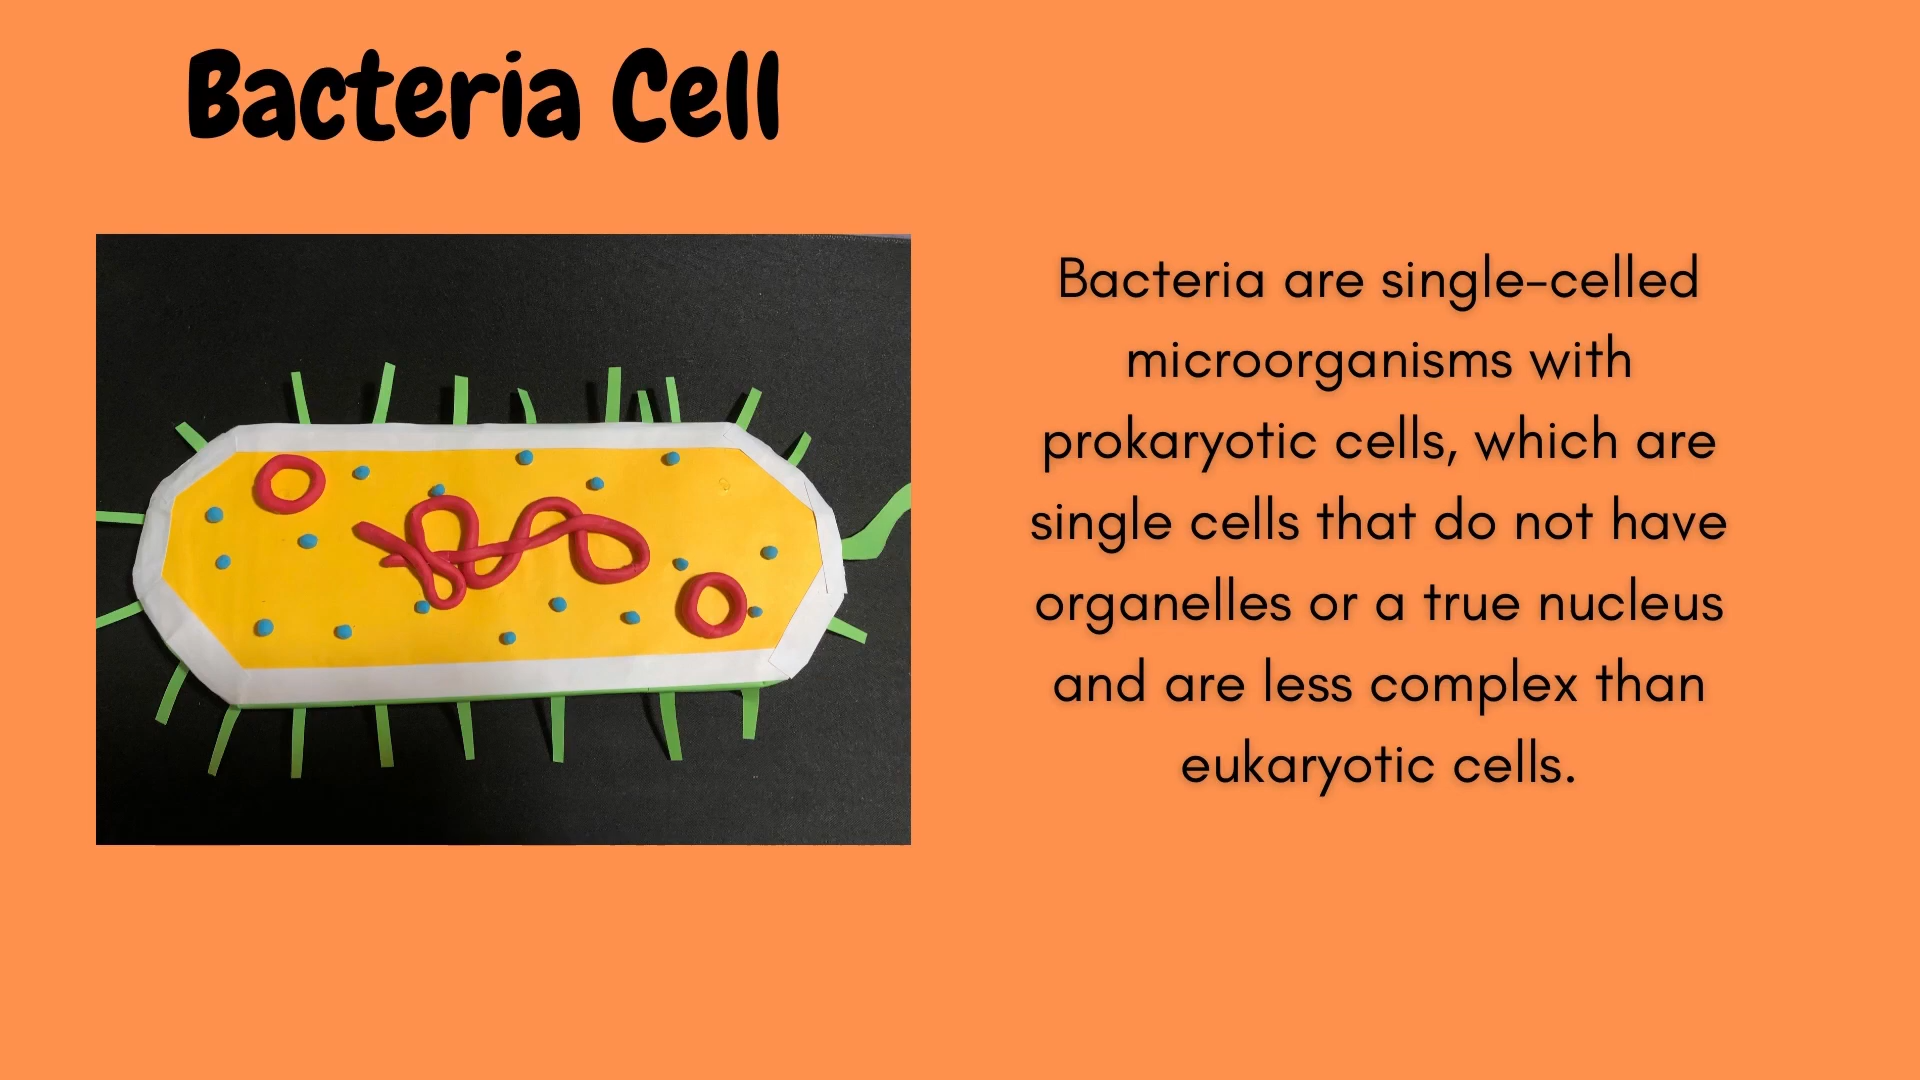 Bacteria Cell
Bacteria are single-celled
microorganisms with
prokaryotic cells, which are
single cells that do not have
organelles or a true nucleus
and are less complex than
eukaryotic cells.